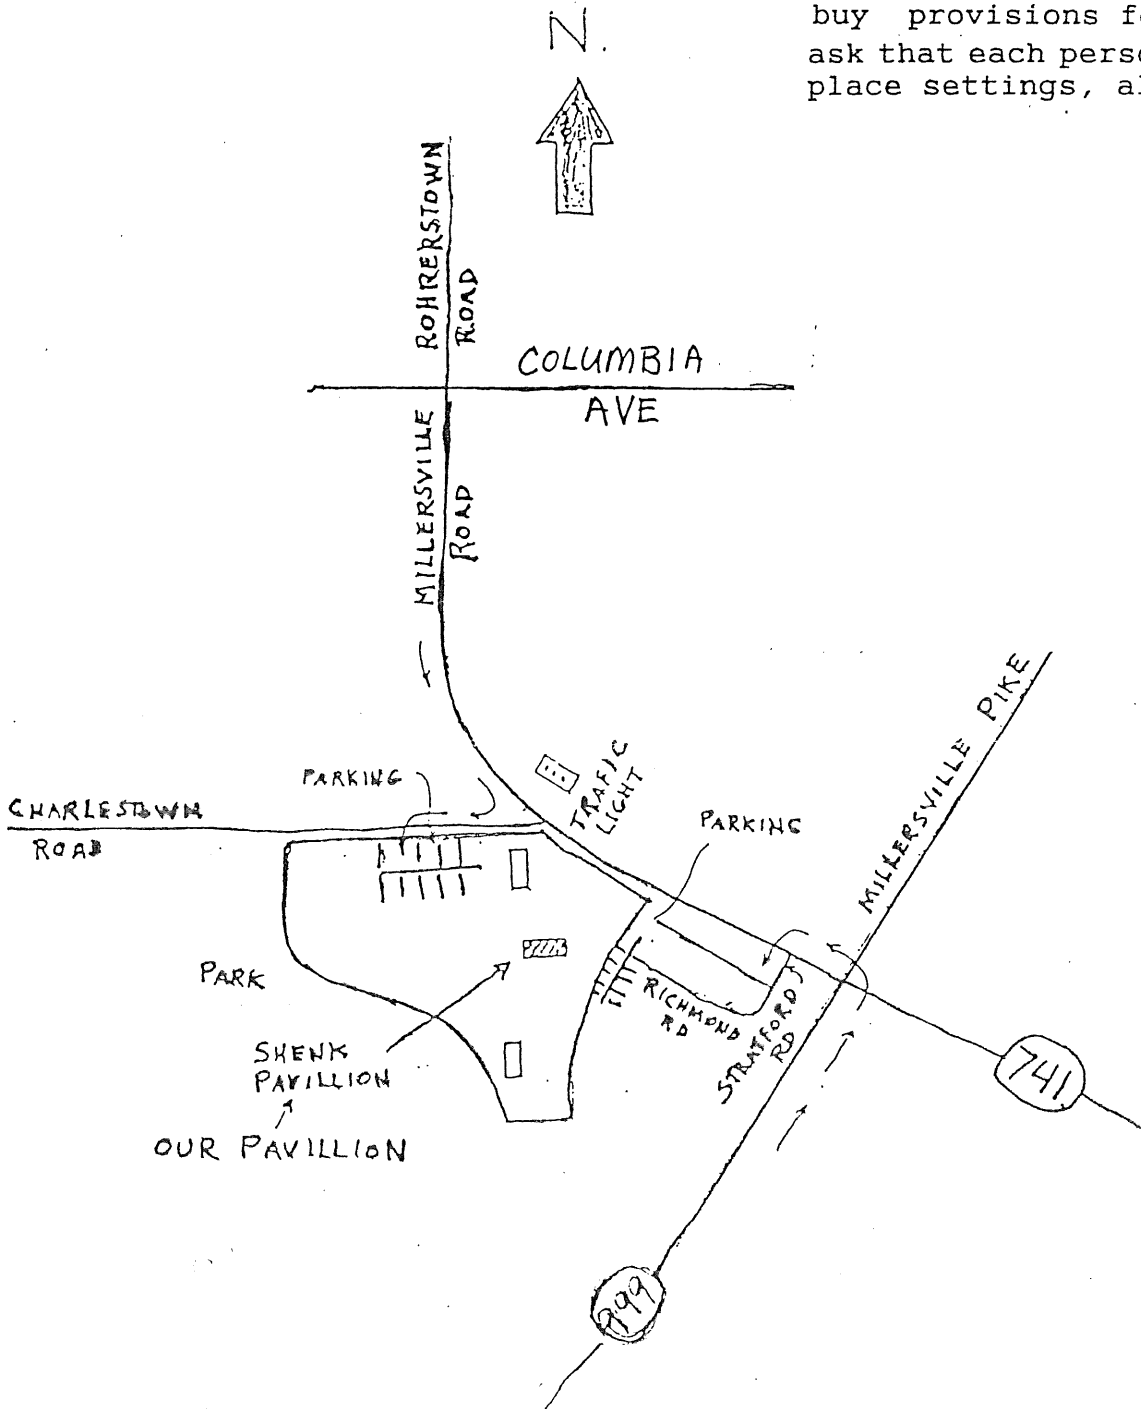 buy provisions
ask that each
place settings,
N.
ROHRERSTOWN
ROAD
COLUMBIA
AVE
MILLERSVILLE
ROAD
MILLERSVILLE PIKE
TRAFIC
LIGHT
PARKING
CHARLESTOWN
ROAD
PARKING
PARK
RICHMOND
RD
STRATFORD
RD
SHENK
PAVILLION
OUR PAVILLION
741
999